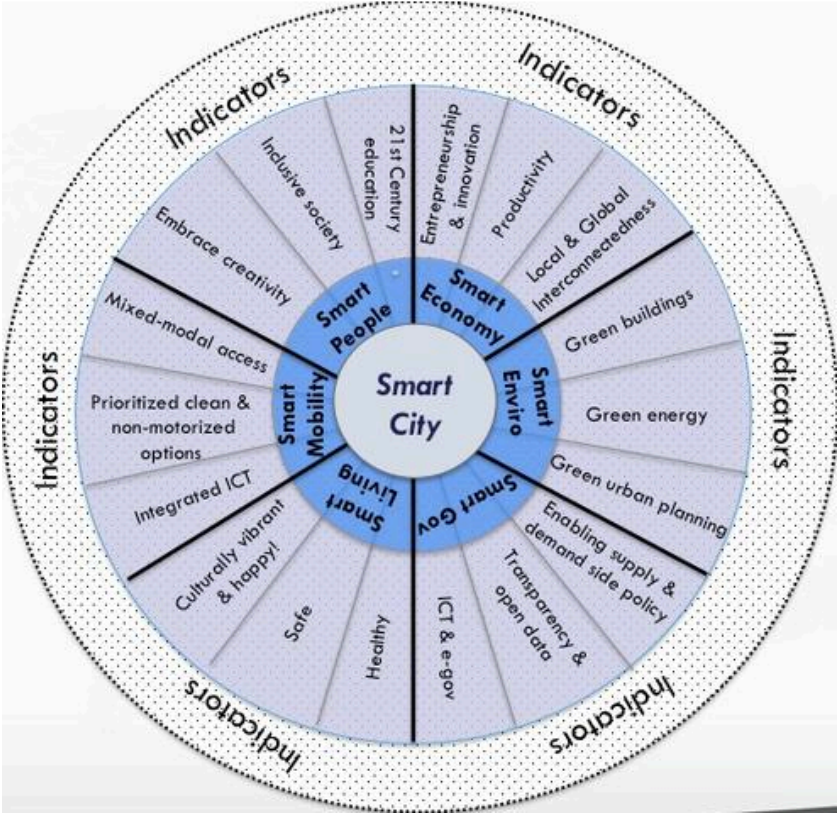 Smart
City
Smart
Economy
Entrepreneurship
& innovation
Productivity
Local & Global
Interconnectedness
Indicators
Smart
Enviro
Green buildings
Green energy
Green urban planning
Indicators
Smart Gov
Enabling supply &
demand side policy
Transparency &
open data
ICT & e-gov
Indicators
Smart
Living
Healthy
Safe
Culturally vibrant
& happy!
Indicators
Smart
Mobility
Integrated ICT
Prioritized clean &
non-motorized
options
Mixed-modal access
Indicators
Smart
People
Embrace creativity
Inclusive society
21st Century
education
Indicators